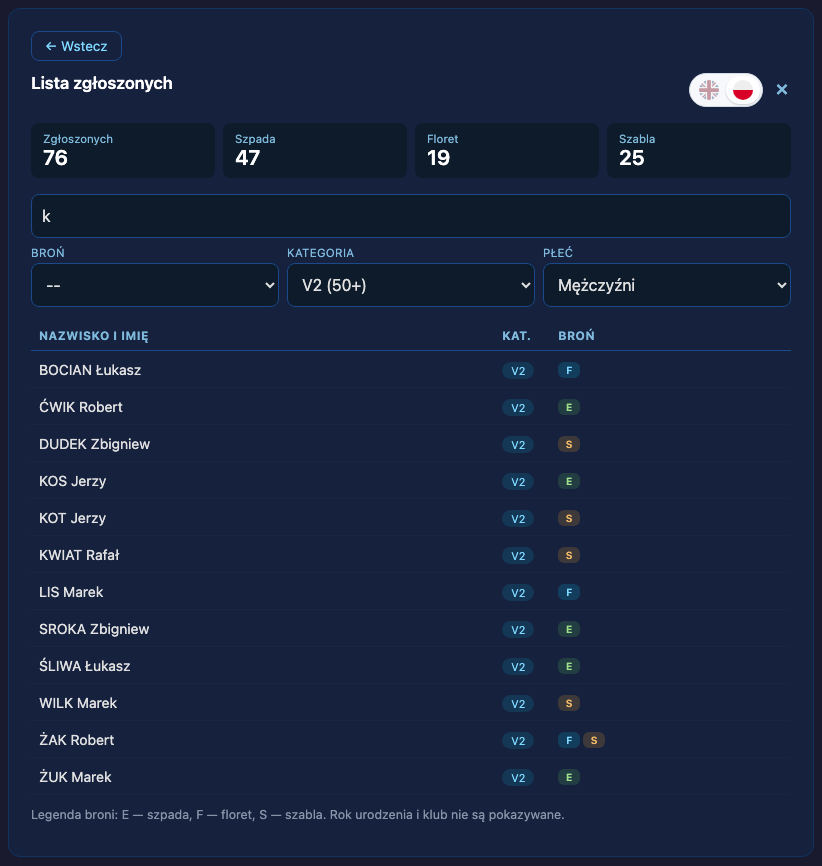 ← Wstecz
Lista zgłoszonych
×
Zgłoszonych Szpada Floret Szabla
76 47 19 25
k
BROŃ KATEGORIA PŁEĆ
-- V2 (50+) Mężczyźni
NAZWISKO I IMIĘ KAT. BROŃ
BOCIAN Łukasz V2 F
ĆWIK Robert V2 E
DUDEK Zbigniew V2 S
KOS Jerzy V2 E
KOT Jerzy V2 S
KWIAT Rafał V2 S
LIS Marek V2 F
SROKA Zbigniew V2 E
ŚLIWA Łukasz V2 E
WILK Marek V2 S
ŻAK Robert V2 F S
ŻUK Marek V2 E
Legenda broni: E — szpada, F — floret, S — szabla. Rok urodzenia i klub nie są pokazywane.